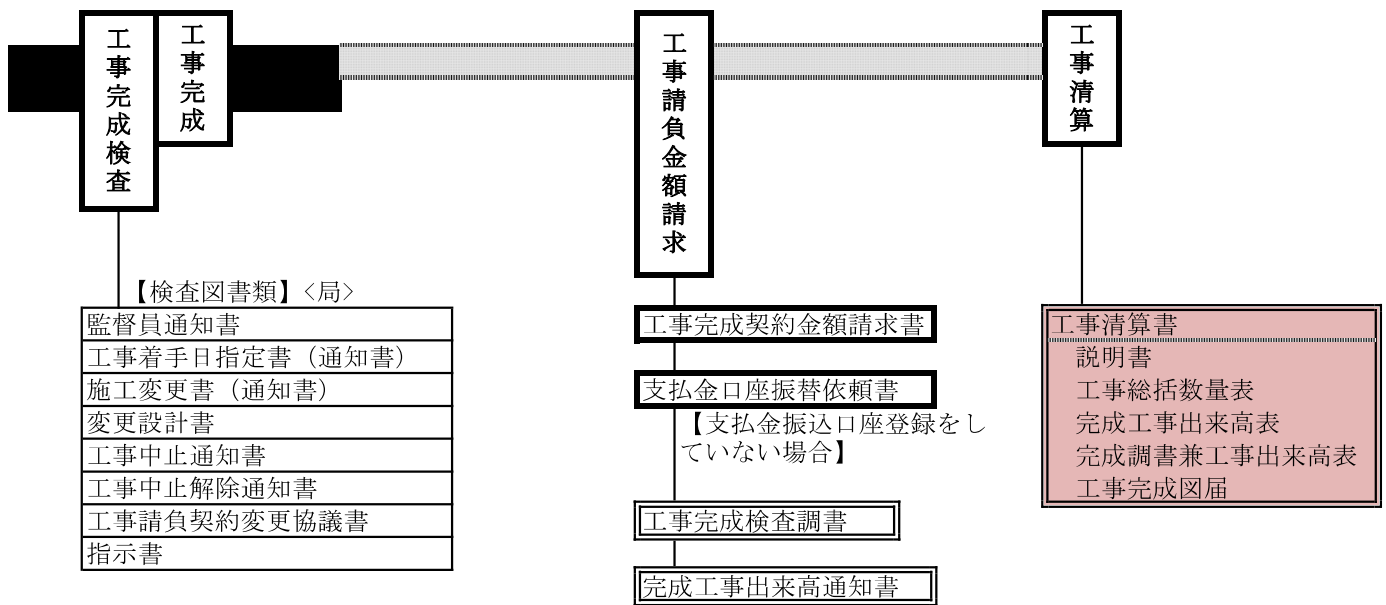 工事完成検査
工事完成
工事請負金額請求
工事清算
【検査図書類】<局>
監督員通知書
工事着手日指定書（通知書）
施工変更書（通知書）
変更設計書
工事中止通知書
工事中止解除通知書
工事請負契約変更協議書
指示書
工事完成契約金額請求書
支払金口座振替依頼書
【支払金振込口座登録をし
ていない場合】
工事完成検査調書
完成工事出来高通知書
工事清算書
説明書
工事総括数量表
完成工事出来高表
完成調書兼工事出来高表
工事完成図届